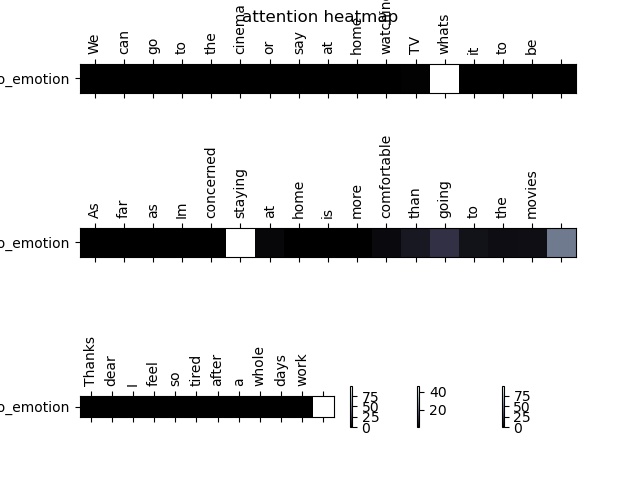 attention heatmap
We can go to the cinema or say at home watching TV whats it to be
o_emotion
As far as Im concerned staying at home is more comfortable than going to the movies
o_emotion
Thanks dear I feel so tired after a whole days work
o_emotion
75 50 25 0
40 20
75 50 25 0